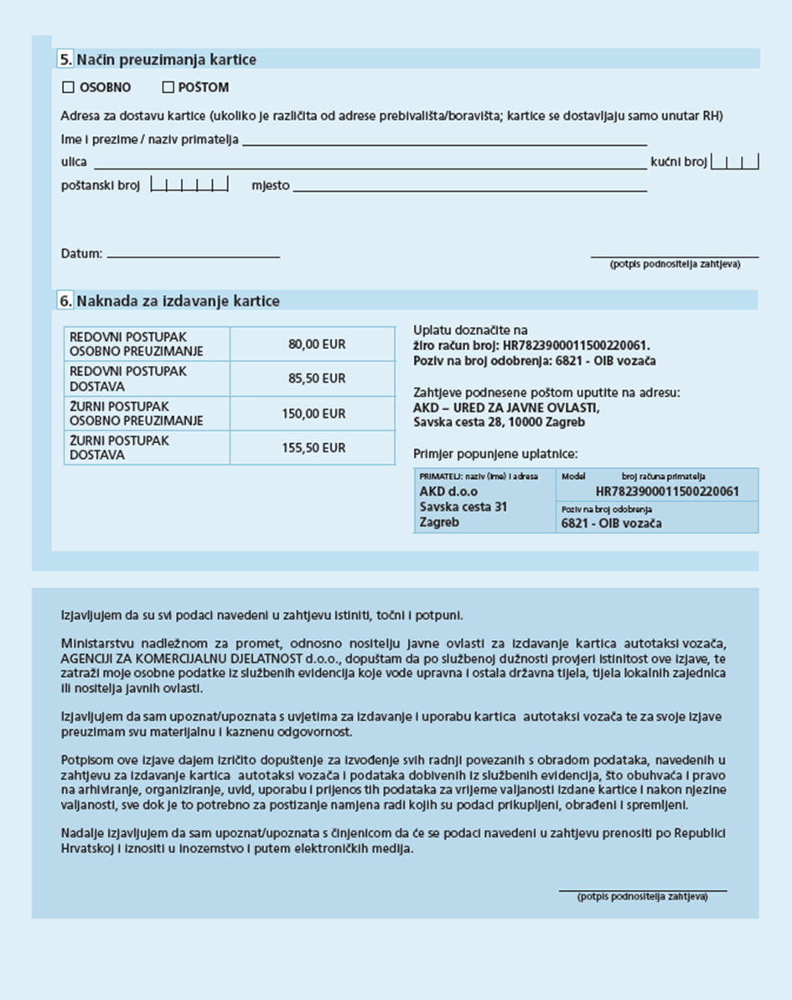 5. Način preuzimanja kartice
OSOBNO POŠTOM
Adresa za dostavu kartice (ukoliko je različita od adrese prebivališta/boravišta; kartice se dostavljaju samo unutar RH)
Ime i prezime / naziv primatelja
ulica kućni broj
poštanski broj mjesto
Datum:
(potpis podnositelja zahtjeva)
6. Naknada za izdavanje kartice
REDOVNI POSTUPAK
OSOBNO PREUZIMANJE
80,00 EUR
REDOVNI POSTUPAK
DOSTAVA
85,50 EUR
ŽURNI POSTUPAK
OSOBNO PREUZIMANJE
150,00 EUR
ŽURNI POSTUPAK
DOSTAVA
155,50 EUR
Uplatu doznačite na
žiro račun broj: HR7823900011500220061.
Poziv na broj odobrenja: 6821 - OIB vozača
Zahtjeve podnesene poštom uputite na adresu:
AKD – URED ZA JAVNE OVLASTI,
Savska cesta 28, 10000 Zagreb
Primjer popunjene uplatnice:
PRIMATELJ: naziv (ime) i adresa
AKD d.o.o
Savska cesta 31
Zagreb
Model broj računa primatelja
HR7823900011500220061
Poziv na broj odobrenja
6821 - OIB vozača
Izjavljujem da su svi podaci navedeni u zahtjevu istiniti, točni i potpuni.
Ministarstvu nadležnom za promet, odnosno nositelju javne ovlasti za izdavanje kartica autotaksi vozača,
AGENCIJI ZA KOMERCIJALNU DJELATNOST d.o.o., dopuštam da po službenoj dužnosti provjeri istinitost ove izjave, te
zatraži moje osobne podatke iz službenih evidencija koje vode upravna i ostala državna tijela, tijela lokalnih zajednica
ili nositelja javnih ovlasti.
Izjavljujem da sam upoznat/upoznata s uvjetima za izdavanje i uporabu kartica autotaksi vozača te za svoje izjave
preuzimam svu materijalnu i kaznenu odgovornost.
Potpisom ove izjave dajem izričito dopuštenje za izvođenje svih radnji povezanih s obradom podataka, navedenih u
zahtjevu za izdavanje kartica autotaksi vozača i podataka dobivenih iz službenih evidencija, što obuhvaća i pravo
na arhiviranje, organiziranje, uvid, uporabu i prijenos tih podataka za vrijeme valjanosti izdane kartice i nakon njezine
valjanosti, sve dok je to potrebno za postizanje namjena radi kojih su podaci prikupljeni, obrađeni i spremljeni.
Nadalje izjavljujem da sam upoznat/upoznata s činjenicom da će se podaci navedeni u zahtjevu prenositi po Republici
Hrvatskoj i iznositi u inozemstvo i putem elektroničkih medija.
(potpis podnositelja zahtjeva)